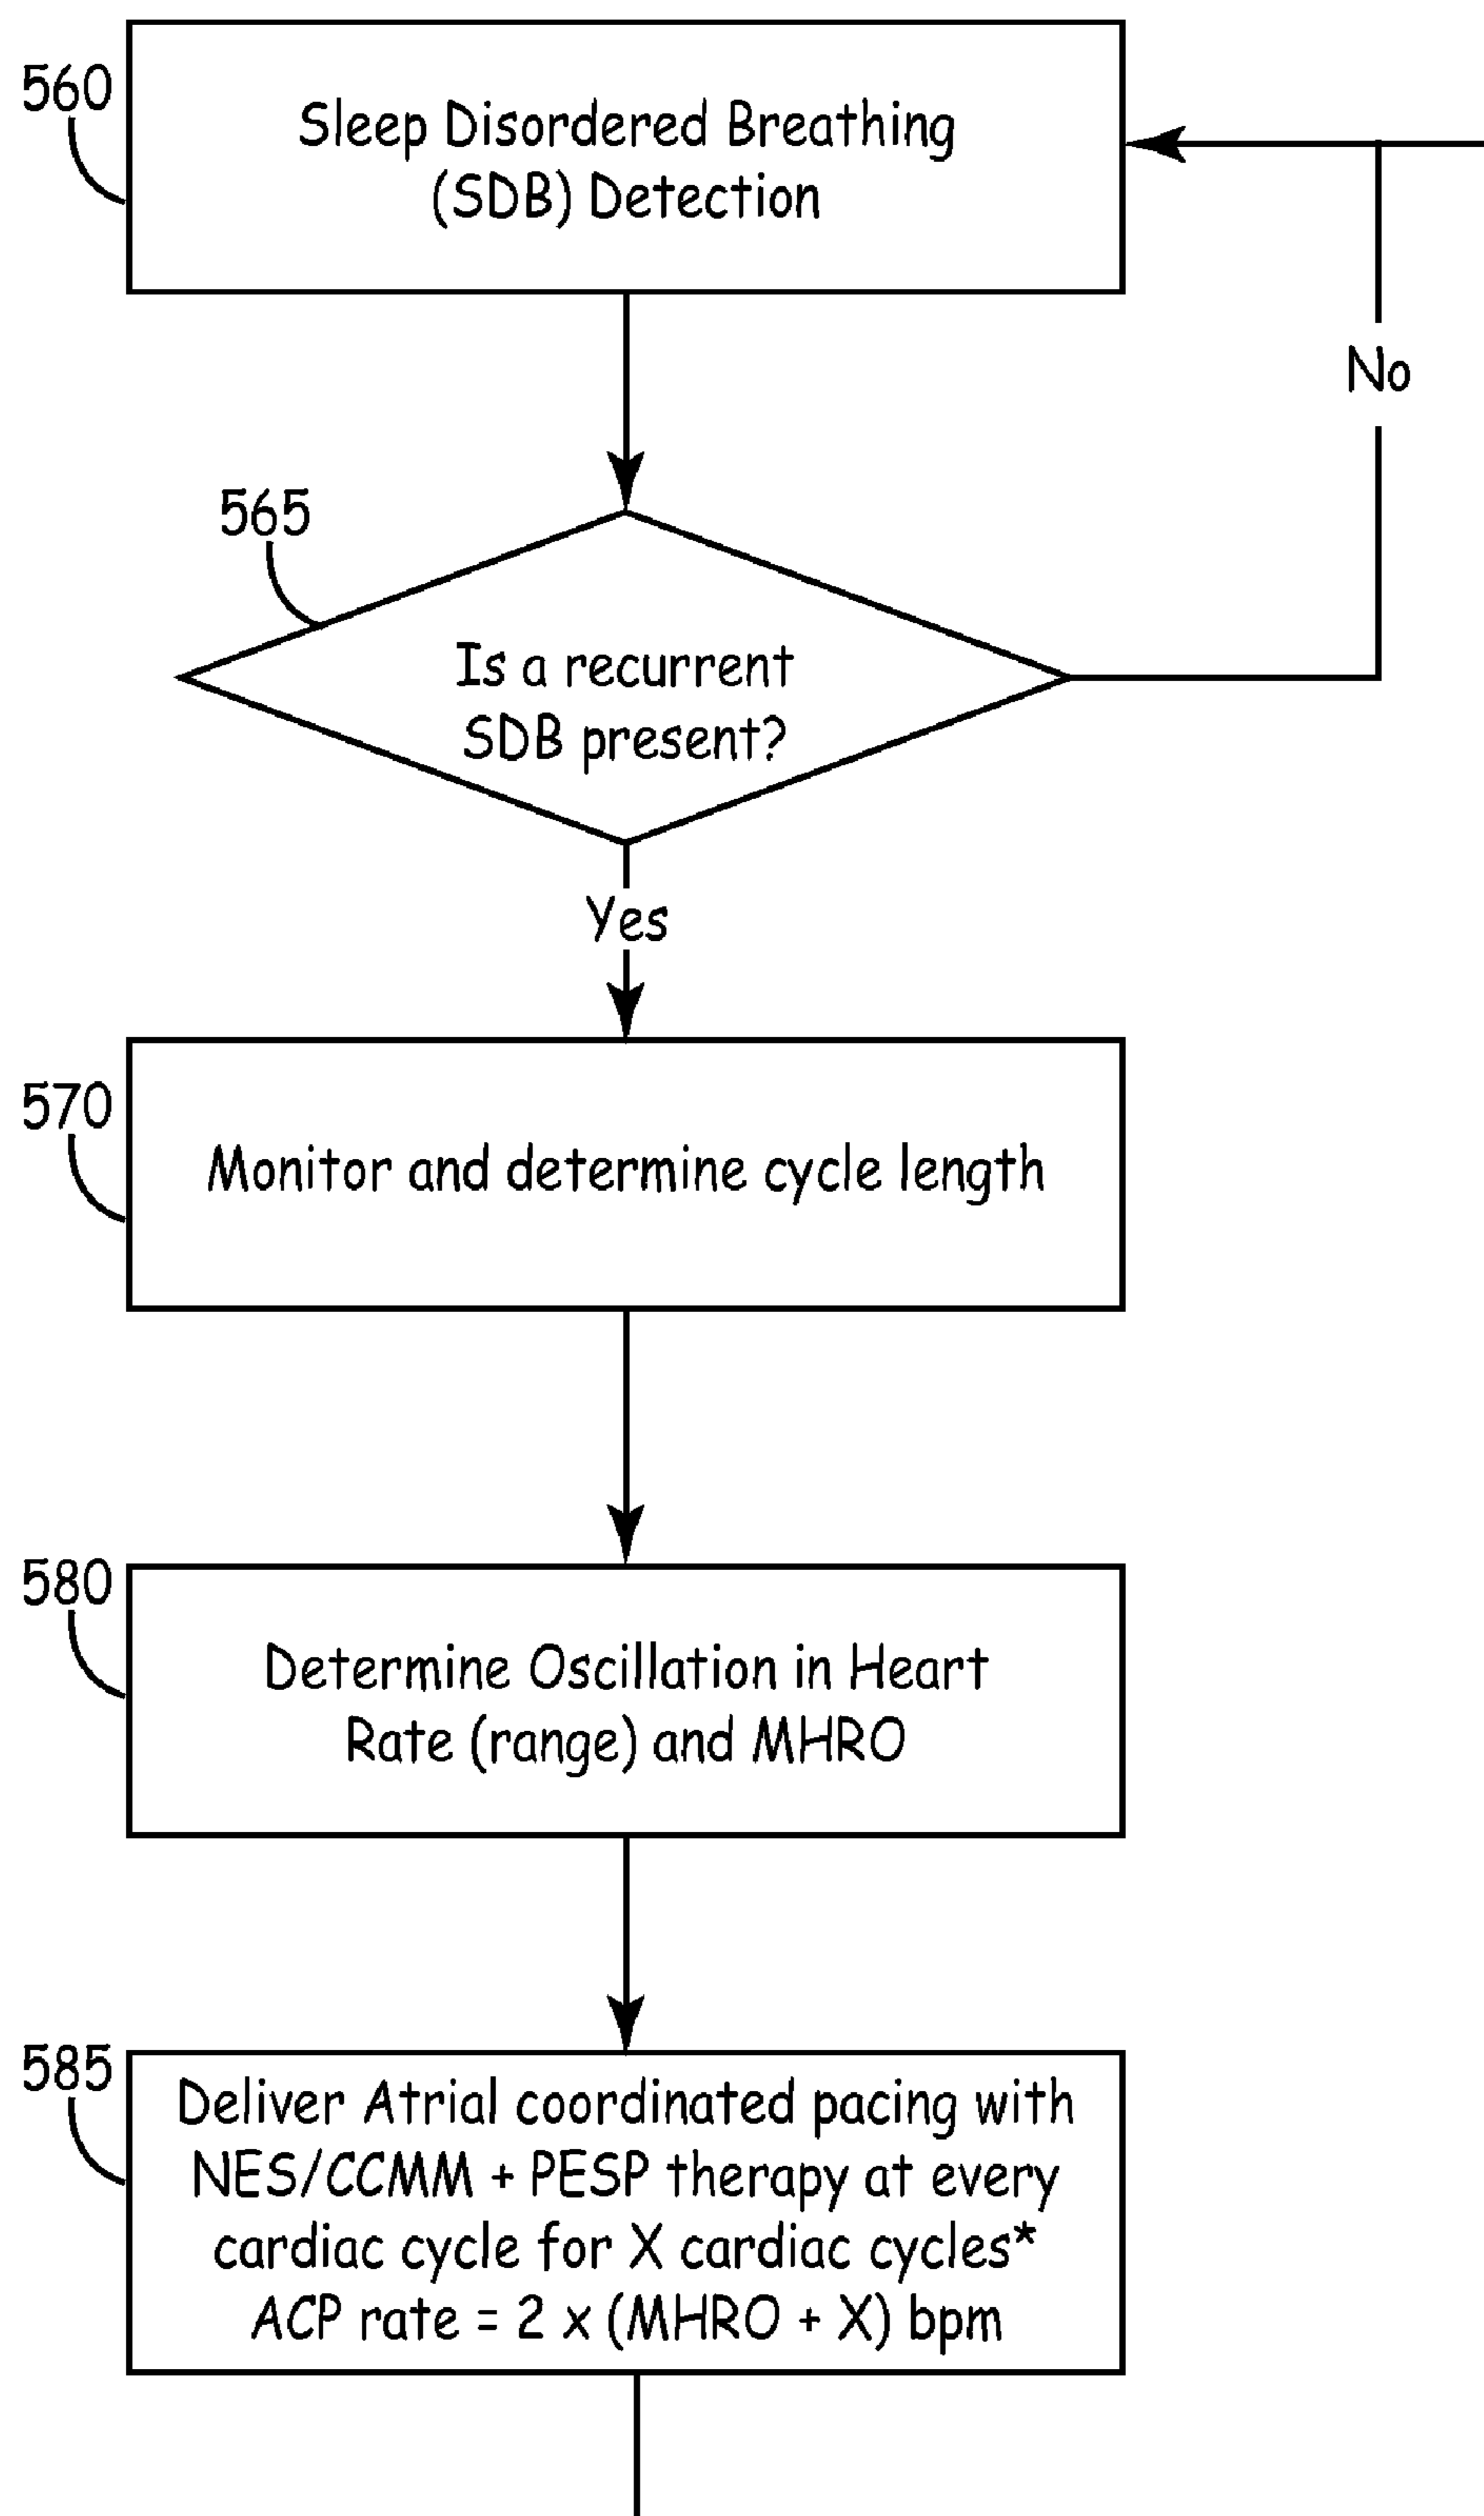 560
Sleep Disordered Breathing
(SDB) Detection
No
565
Is a recurrent
SDB present?
Yes
570
Monitor and determine cycle length
580
Determine Oscillation in Heart
Rate (range) and MHRO
585
Deliver Atrial coordinated pacing with
NES/CCMM + PESP therapy at every
cardiac cycle for X cardiac cycles*
ACP rate = 2 x (MHRO + X) bpm